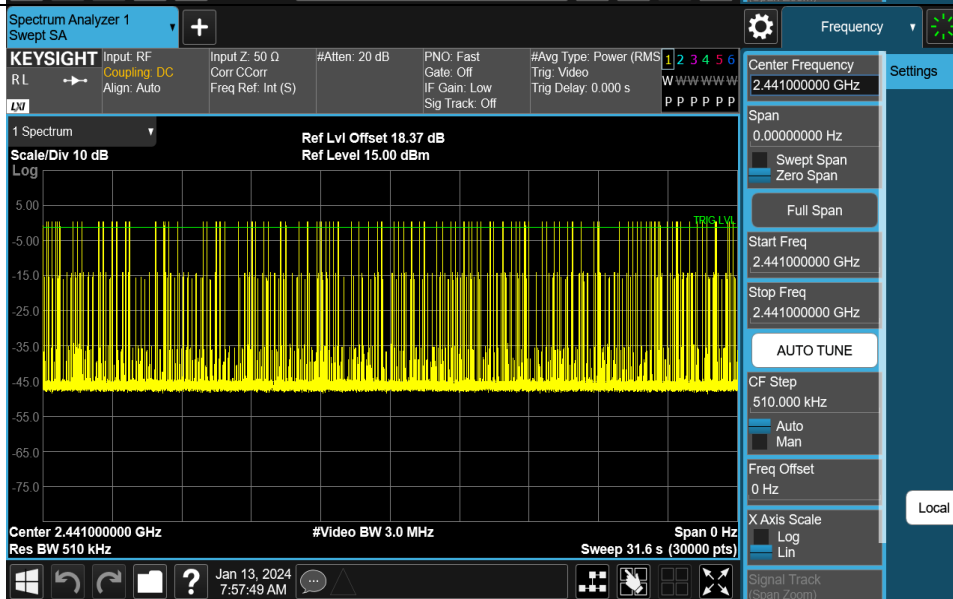 Spectrum Analyzer 1
Swept SA
+
Frequency
KEYSIGHT
RL
LXI
Input: RF
Coupling: DC
Align: Auto
Input Z: 50 Ω
Corr CCorr
Freq Ref: Int (S)
#Atten: 20 dB
PNO: Fast
Gate: Off
IF Gain: Low
Sig Track: Off
#Avg Type: Power (RMS
Trig: Video
Trig Delay: 0.000 s
1 2 3 4 5 6
W W W W W W
P P P P P P
1 Spectrum
Scale/Div 10 dB
Log
Ref Lvl Offset 18.37 dB
Ref Level 15.00 dBm
TRIG LVL
5.00
-5.00
-15.0
-25.0
-35.0
-45.0
-55.0
-65.0
-75.0
Center 2.441000000 GHz
#Video BW 3.0 MHz
Span 0 Hz
Res BW 510 kHz
Sweep 31.6 s (30000 pts)
Center Frequency
2.441000000 GHz
Settings
Span
0.00000000 Hz
Swept Span
Zero Span
Full Span
Start Freq
2.441000000 GHz
Stop Freq
2.441000000 GHz
AUTO TUNE
CF Step
510.000 kHz
Auto
Man
Freq Offset
0 Hz
Local
X Axis Scale
Log
Lin
Signal Track
(Span Zoom)
?
Jan 13, 2024
7:57:49 AM